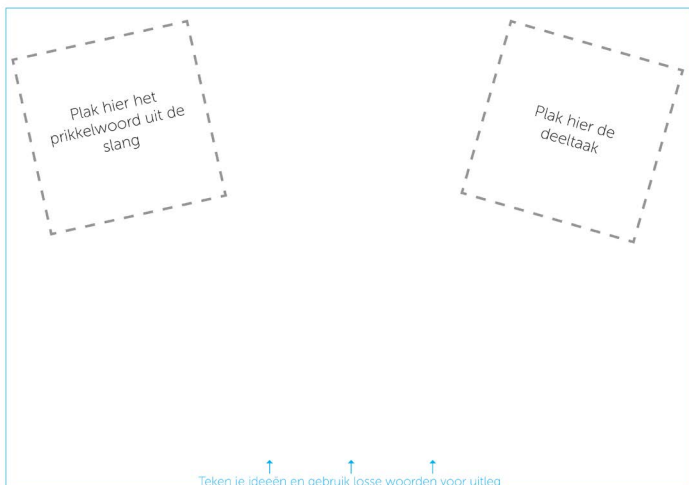 Plak hier het
prikkelwoord uit de
slang
Plak hier de
deeltaak
Teken je ideeën en gebruik losse woorden voor uitleg